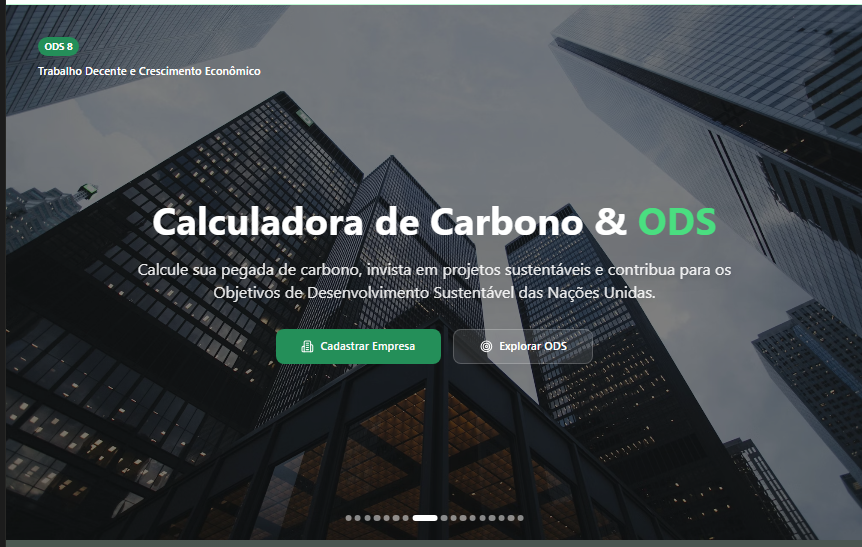 ODS 8
Trabalho Decente e Crescimento Econômico
Calculadora de Carbono & ODS
Calcule sua pegada de carbono, invista em projetos sustentáveis e contribua para os
Objetivos de Desenvolvimento Sustentável das Nações Unidas.
Cadastrar Empresa
Explorar ODS